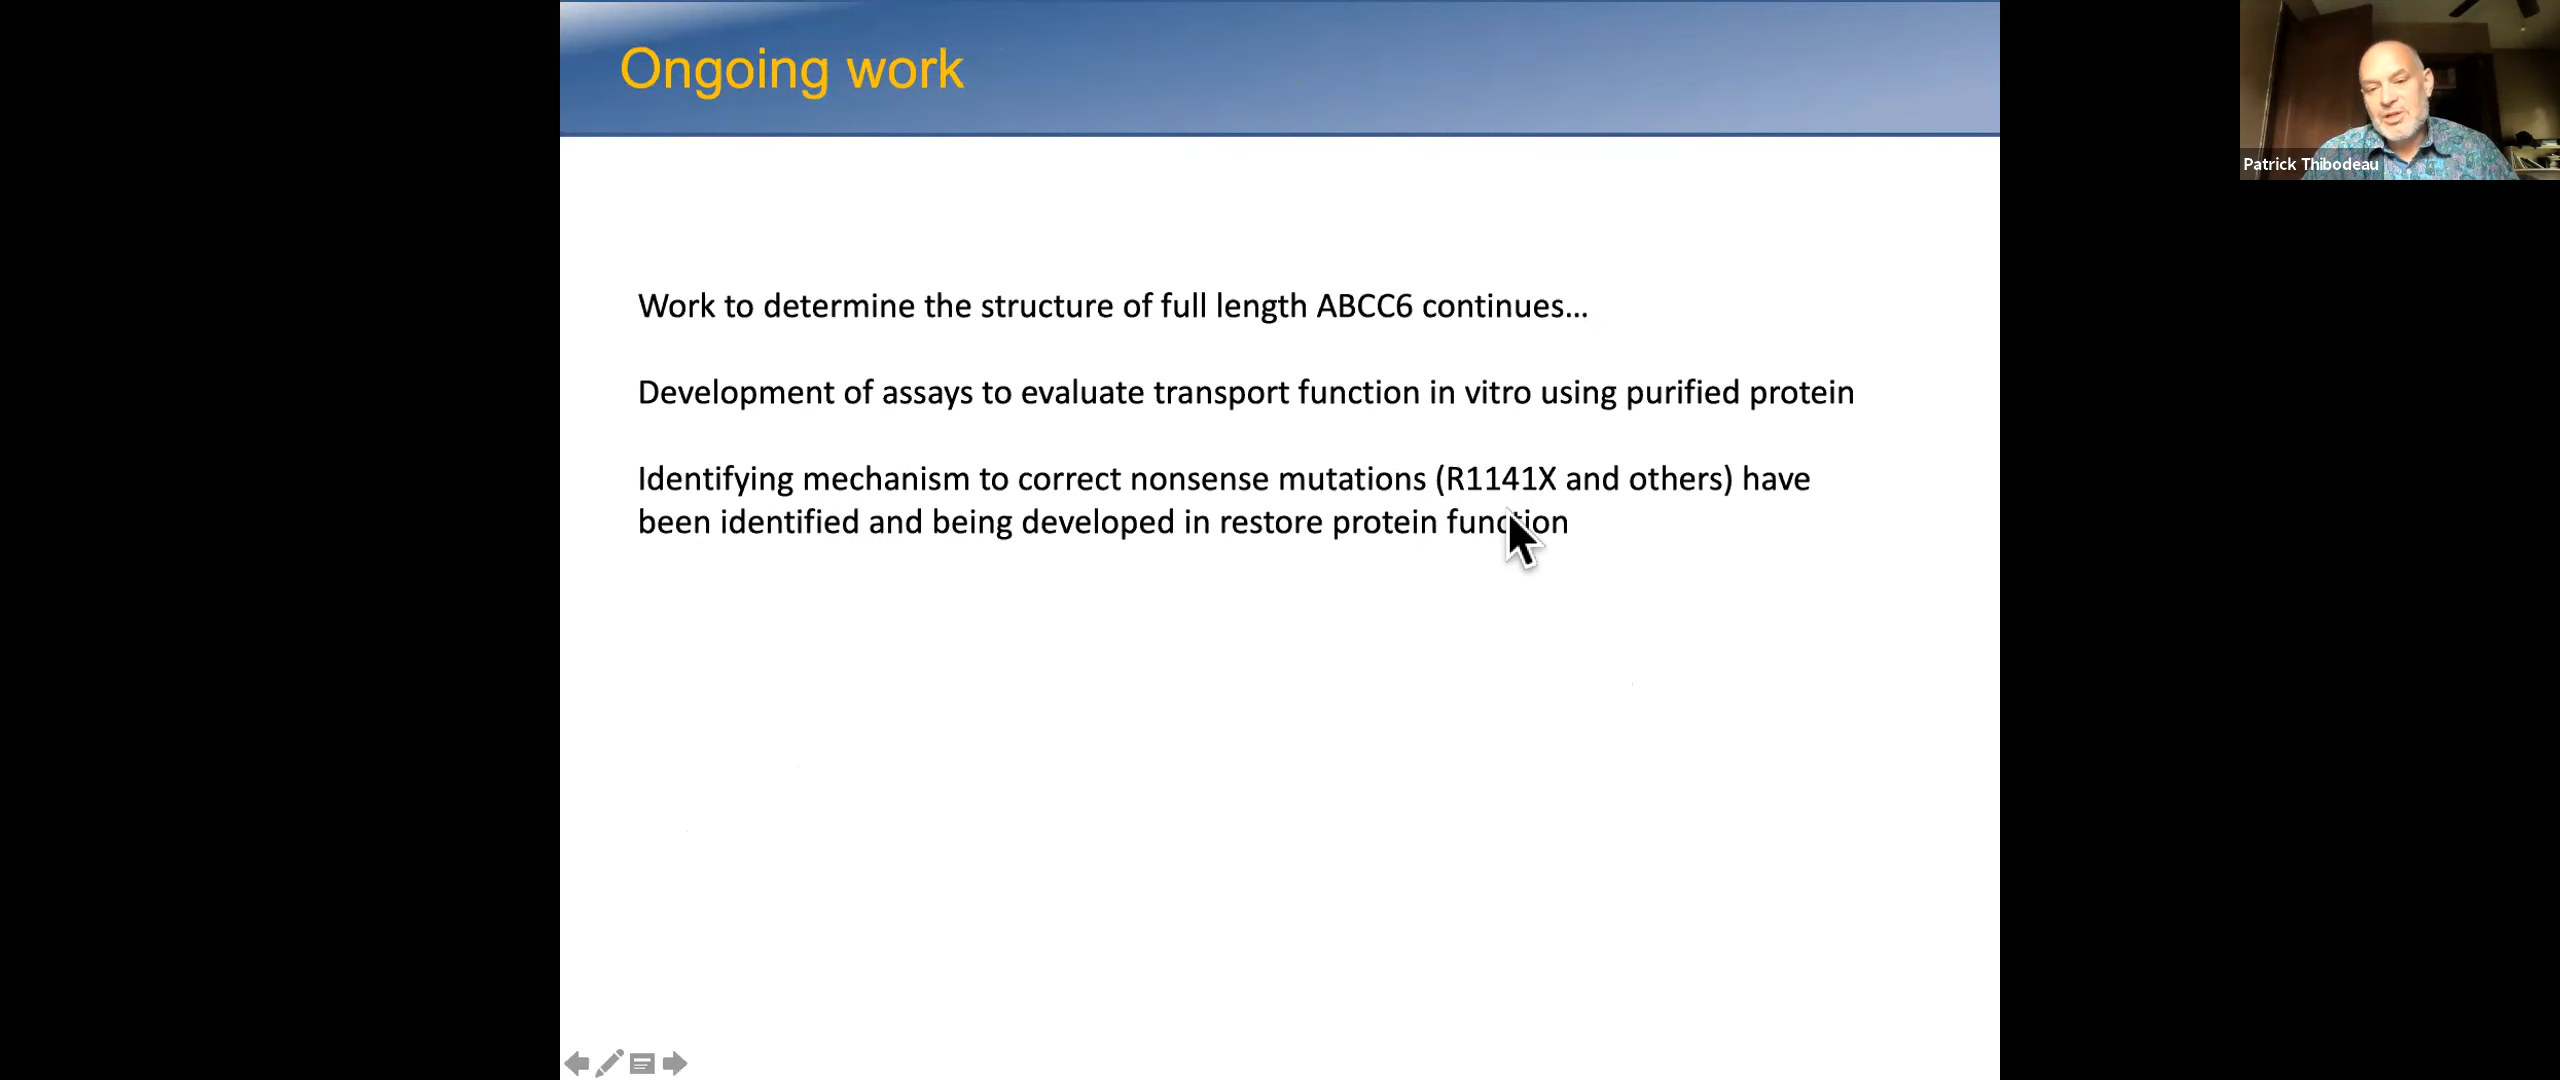 Ongoing work
Patrick Thibodeau
Work to determine the structure of full length ABCC6 continues...
Development of assays to evaluate transport function in vitro using purified protein
Identifying mechanism to correct nonsense mutations (R1141X and others) have
been identified and being developed in restore protein function